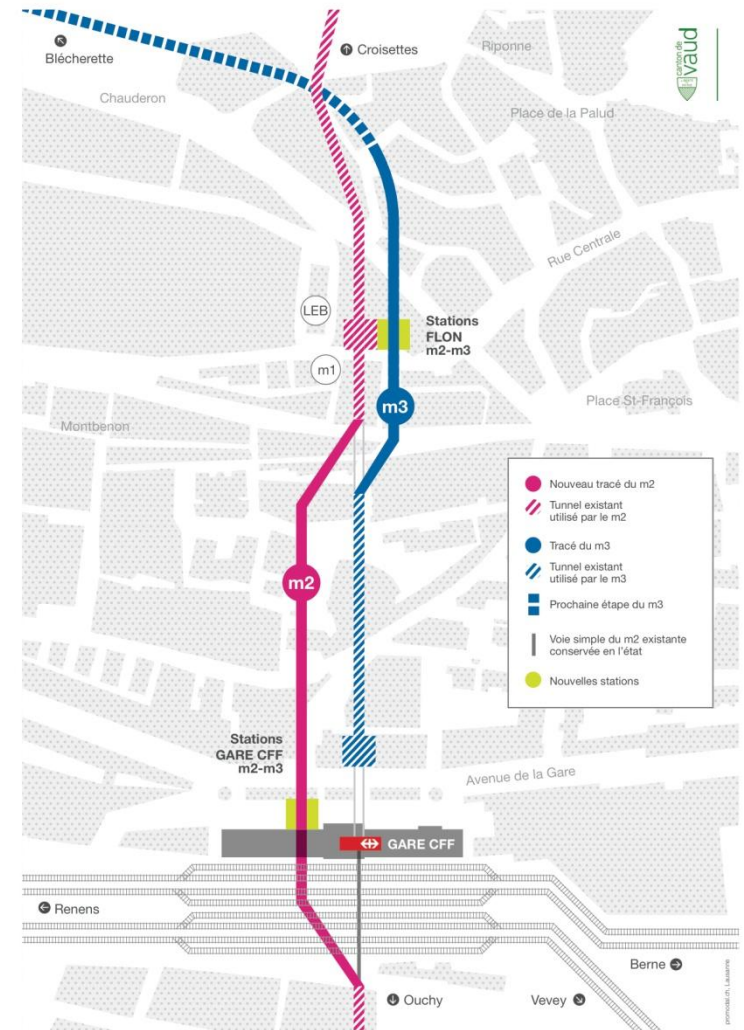 Blécherette
Croisettes
Riponne
canton de
vaud
Chauderon
Place de la Palud
Rue Centrale
LEB
Stations
FLON
m2-m3
m1
m3
Place St-François
Montbenon
Nouveau tracé du m2
Tunnel existant
utilisé par le m2
Tracé du m3
Tunnel existant
utilisé par le m3
Prochaine étape du m3
Voie simple du m2 existante
conservée en l'état
Nouvelles stations
m2
Stations
GARE CFF
m2-m3
Avenue de la Gare
GARE CFF
Renens
Berne
Ouchy
Vevey
promodal.ch, Lausanne